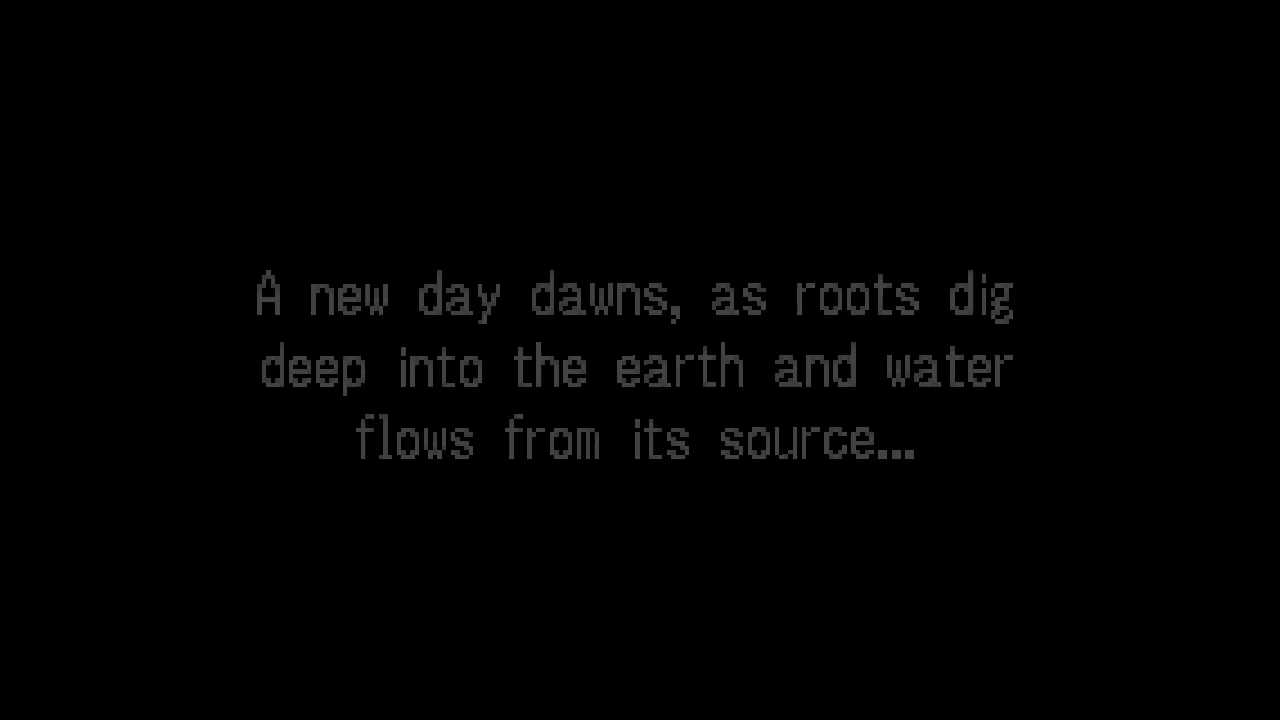 A new day dawns, as roots dig
deep into the earth and water
flows from its source...